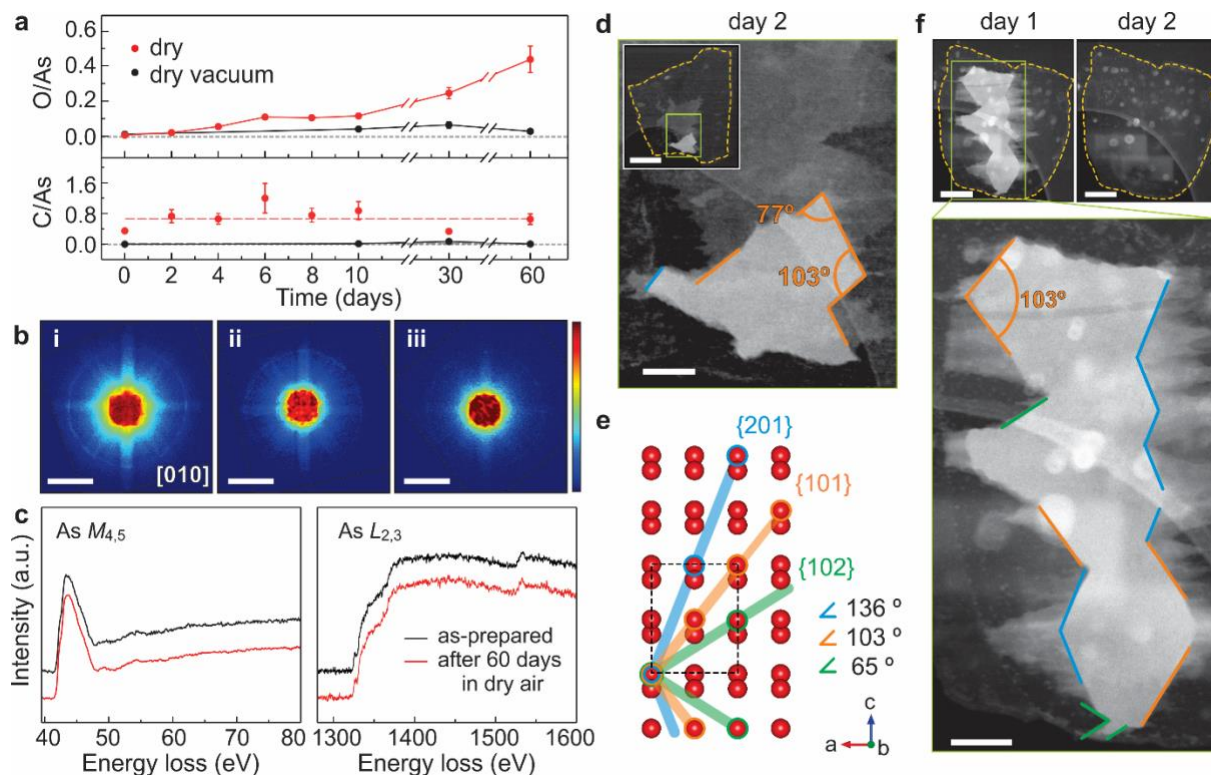 a
0.6
0.4
0.2
0.0
O/As
dry
dry vacuum
1.6
0.8
0.0
C/As
0 2 4 6 8 10 30 60
Time (days)
b
i
[010]
ii
iii
c
As M4,5
As L2,3
Intensity (a.u.)
as-prepared
after 60 days
in dry air
40 50 60 70 80
Energy loss (eV)
1300 1400 1500 1600
Energy loss (eV)
d
day 2
77º
103º
e
{201}
{101}
{102}
∠ 136 º
∠ 103 º
∠ 65 º
c
a
b
f
day 1
day 2
103º